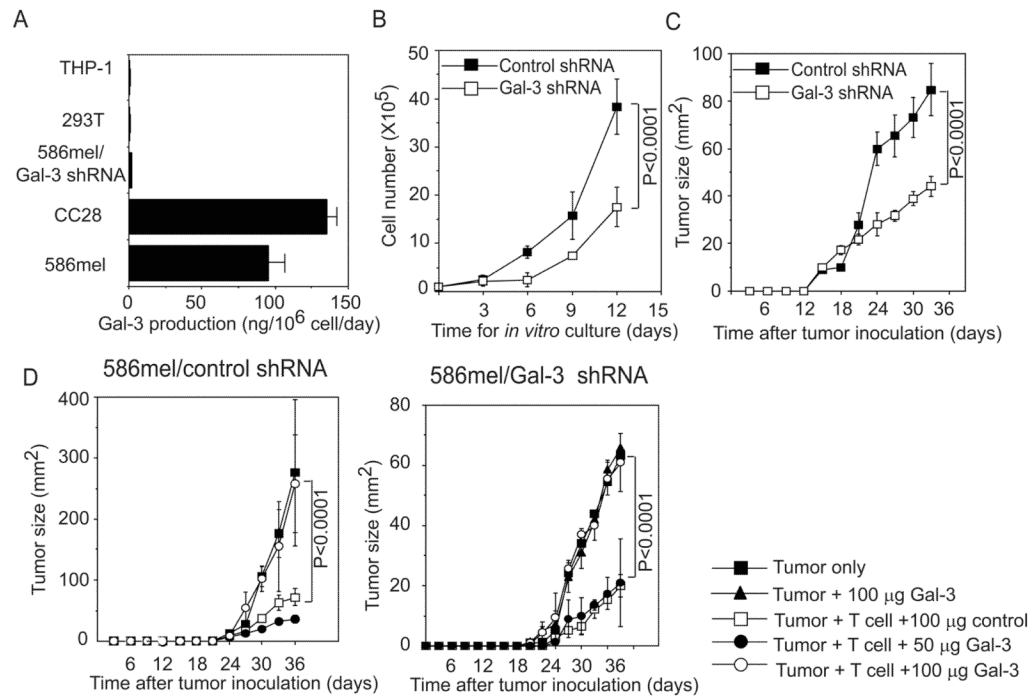 A
THP-1
293T
586mel/
Gal-3 shRNA
CC28
586mel
0 50 100 150
Gal-3 production (ng/10⁶ cell/day)
B
Cell number (X10⁵)
50
40
30
20
10
0
Control shRNA
Gal-3 shRNA
P<0.0001
3 6 9 12 15
Time for in vitro culture (days)
C
Tumor size (mm²)
100
80
60
40
20
0
Control shRNA
Gal-3 shRNA
P<0.0001
6 12 18 24 30 36
Time after tumor inoculation (days)
D
586mel/control shRNA
Tumor size (mm²)
400
300
200
100
0
P<0.0001
6 12 18 24 30 36
Time after tumor inoculation (days)
586mel/Gal-3 shRNA
Tumor size (mm²)
80
60
40
20
0
P<0.0001
6 12 18 24 30 36
Time after tumor inoculation (days)
Tumor only
Tumor + 100 μg Gal-3
Tumor + T cell +100 μg control
Tumor + T cell + 50 μg Gal-3
Tumor + T cell +100 μg Gal-3